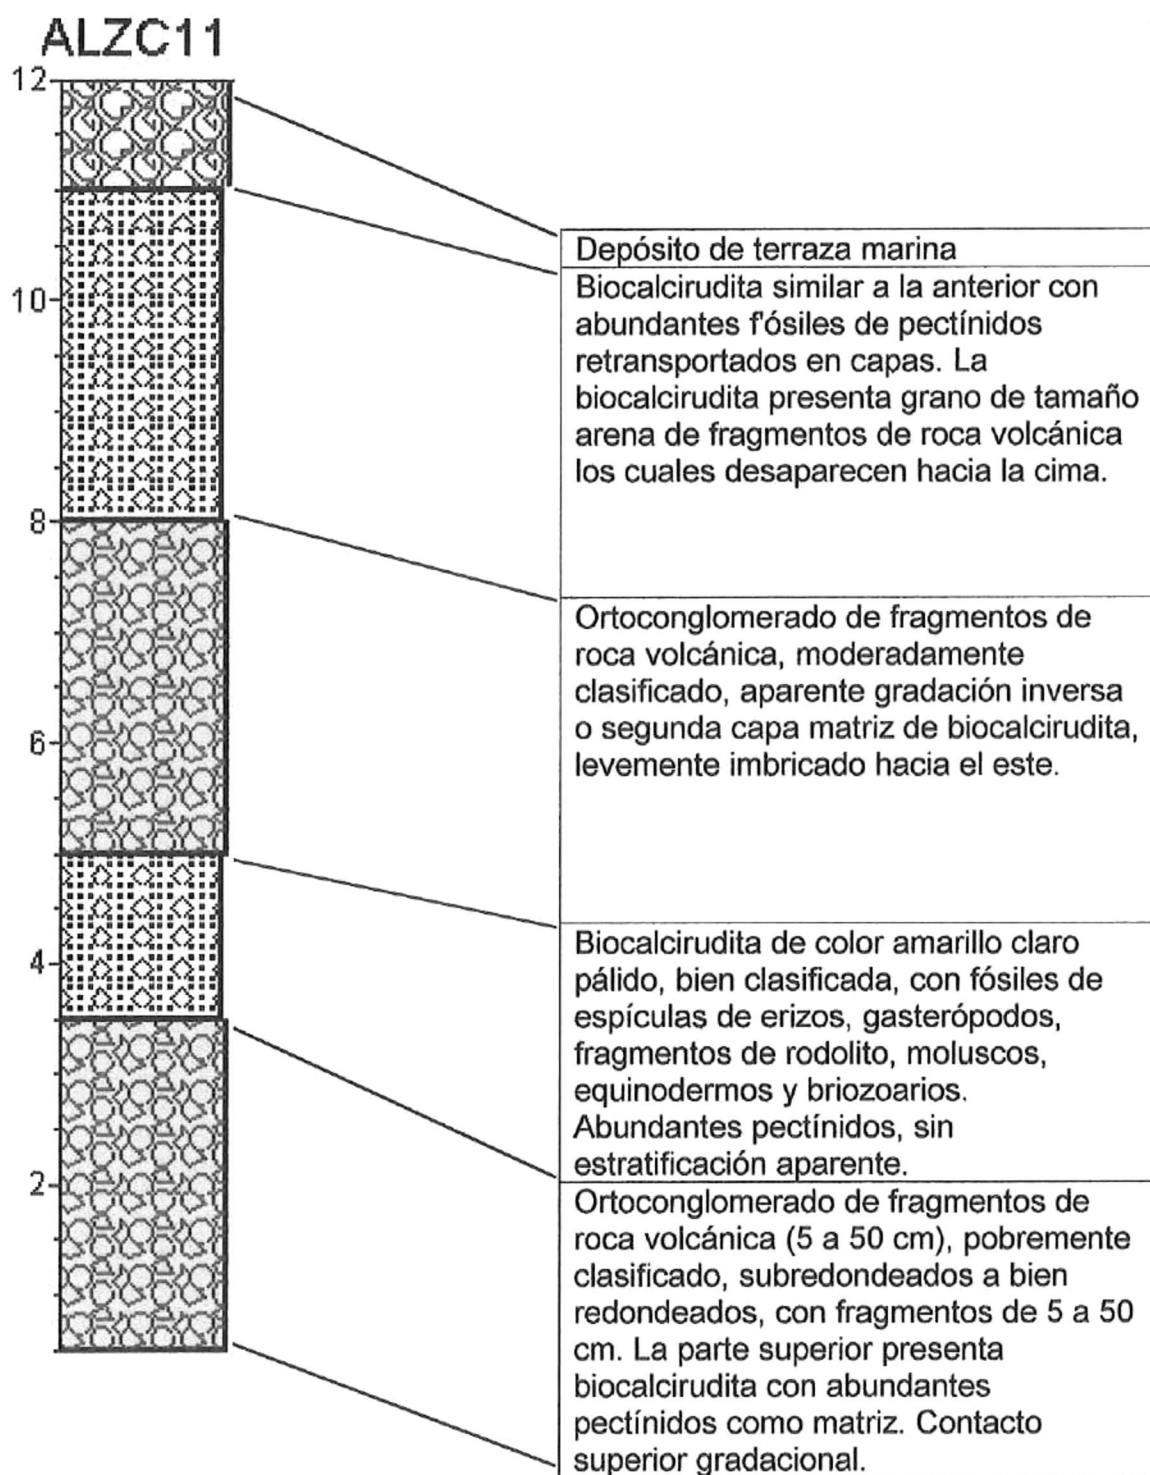 ALZC11
12
10
8
6
4
2
Depósito de terraza marina
Biocalcirudita similar a la anterior con
abundantes f'ósiles de pectínidos
retransportados en capas. La
biocalcirudita presenta grano de tamaño
arena de fragmentos de roca volcánica
los cuales desaparecen hacia la cima.
Ortoconglomerado de fragmentos de
roca volcánica, moderadamente
clasificado, aparente gradación inversa
o segunda capa matriz de biocalcirudita,
levemente imbricado hacia el este.
Biocalcirudita de color amarillo claro
pálido, bien clasificada, con fósiles de
espículas de erizos, gasterópodos,
fragmentos de rodolito, moluscos,
equinodermos y briozoarios.
Abundantes pectínidos, sin
estratificación aparente.
Ortoconglomerado de fragmentos de
roca volcánica (5 a 50 cm), pobremente
clasificado, subredondeados a bien
redondeados, con fragmentos de 5 a 50
cm. La parte superior presenta
biocalcirudita con abundantes
pectínidos como matriz. Contacto
superior gradacional.